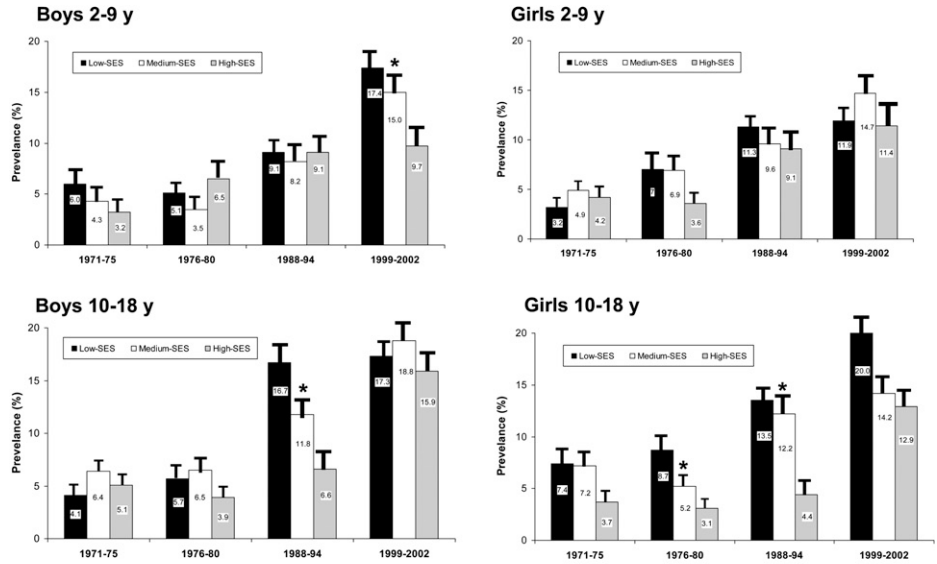 Boys 2-9 y
Prevelance (%)
20
15
10
5
0
Low-SES Medium-SES High-SES
6.0 4.3 3.2
5.1 3.5 6.5
9.1 8.2 9.1
*
17.4 15.0 9.7
1971-75 1976-80 1988-94 1999-2002
Girls 2-9 y
Prevelance (%)
20
15
10
5
0
Low-SES Medium-SES High-SES
3.2 4.9 4.2
7 6.9 3.6
11.3 9.6 9.1
11.9 14.7 11.4
1971-75 1976-80 1988-94 1999-2002
Boys 10-18 y
Prevelance (%)
20
15
10
5
0
Low-SES Medium-SES High-SES
4.1 6.4 5.1
5.7 6.5 3.9
*
16.7 11.8 6.6
17.3 18.8 15.9
1971-75 1976-80 1988-94 1999-2002
Girls 10-18 y
Prevelance (%)
20
15
10
5
0
Low-SES Medium-SES High-SES
7.4 7.2 3.7
*
8.7 5.2 3.1
*
13.5 12.2 4.4
20.0 14.2 12.9
1971-75 1976-80 1988-94 1999-2002